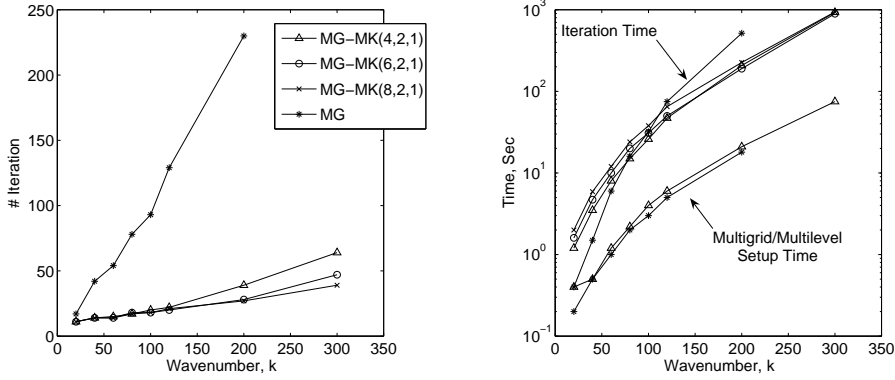 250
200
150
100
50
0
# Iteration
0 50 100 150 200 250 300 350
Wavenumber, k
MG−MK(4,2,1)
MG−MK(6,2,1)
MG−MK(8,2,1)
MG
10^3
10^2
10^1
10^0
10^−1
Time, Sec
0 50 100 150 200 250 300 350
Wavenumber, k
Iteration Time
Multigrid/Multilevel
Setup Time